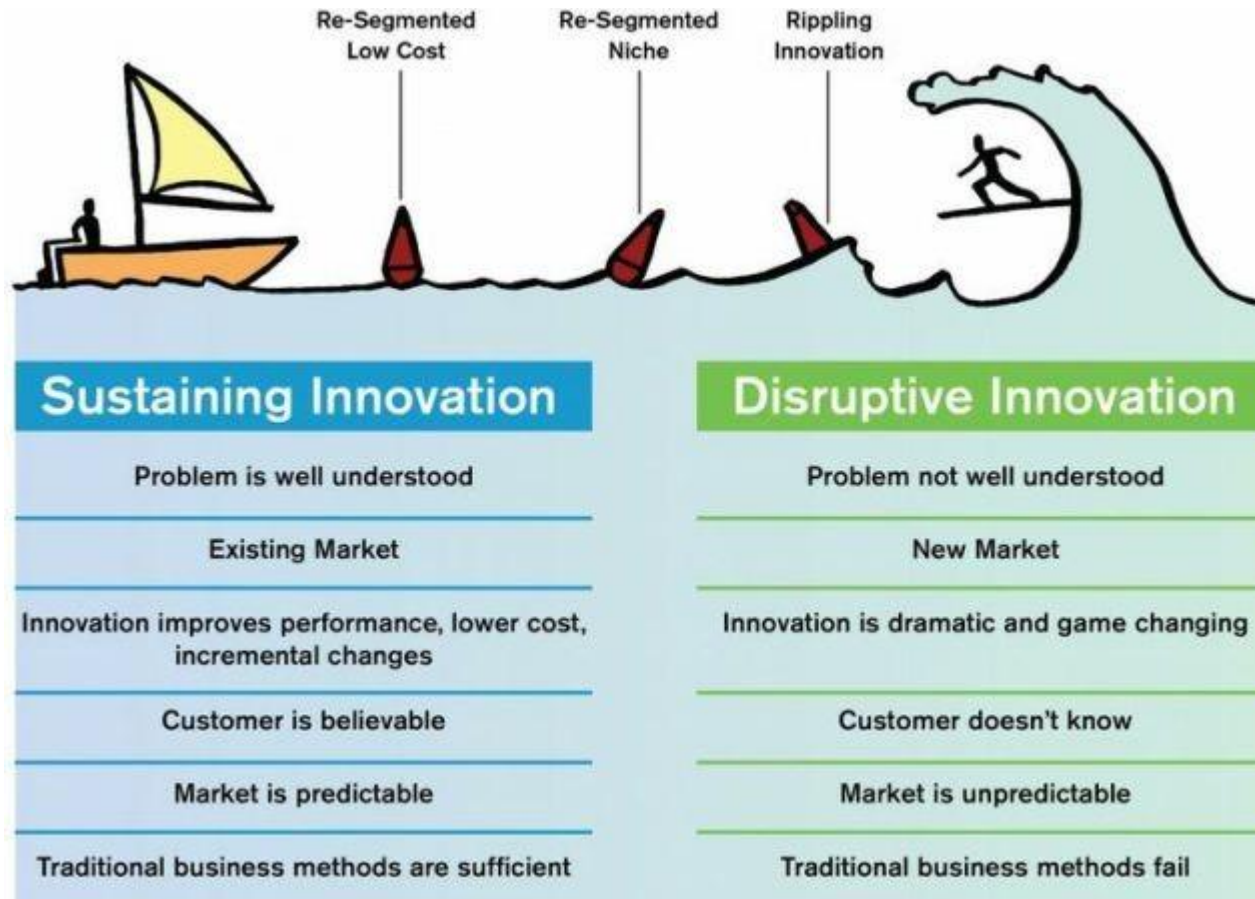 Re-Segmented
Low Cost
Re-Segmented
Niche
Rippling
Innovation
Sustaining Innovation
Problem is well understood
Existing Market
Innovation improves performance, lower cost,
incremental changes
Customer is believable
Market is predictable
Traditional business methods are sufficient
Disruptive Innovation
Problem not well understood
New Market
Innovation is dramatic and game changing
Customer doesn't know
Market is unpredictable
Traditional business methods fail